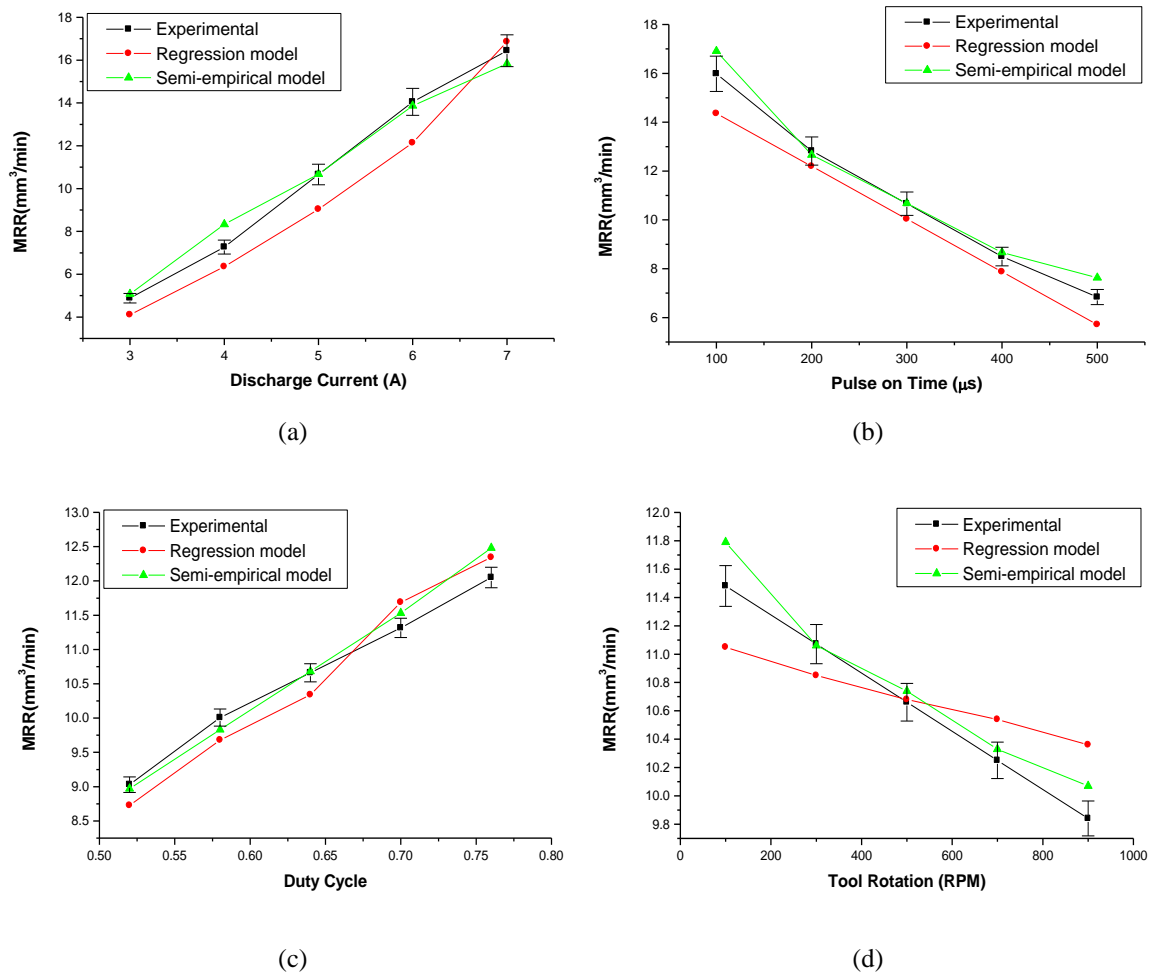 Experimental
Regression model
Semi-empirical model
18
16
14
12
10
8
6
4
MRR(mm³/min)
3 4 5 6 7
Discharge Current (A)
(a)
Experimental
Regression model
Semi-empirical model
18
16
14
12
10
8
6
MRR(mm³/min)
100 200 300 400 500
Pulse on Time (μs)
(b)
Experimental
Regression model
Semi-empirical model
13.0
12.5
12.0
11.5
11.0
10.5
10.0
9.5
9.0
8.5
MRR(mm³/min)
0.50 0.55 0.60 0.65 0.70 0.75 0.80
Duty Cycle
(c)
Experimental
Regression model
Semi-empirical model
12.0
11.8
11.6
11.4
11.2
11.0
10.8
10.6
10.4
10.2
10.0
9.8
MRR(mm³/min)
0 200 400 600 800 1000
Tool Rotation (RPM)
(d)